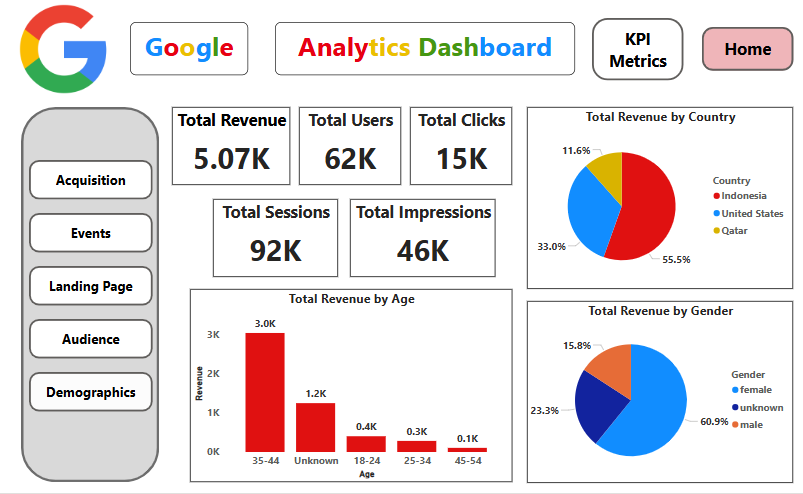 Google
Analytics Dashboard
KPI
Metrics
Home
Acquisition
Events
Landing Page
Audience
Demographics
Total Revenue
5.07K
Total Users
62K
Total Clicks
15K
Total Sessions
92K
Total Impressions
46K
Total Revenue by Age
Revenue
3K
2K
1K
0K
3.0K
1.2K
0.4K
0.3K
0.1K
35-44
Unknown
18-24
25-34
45-54
Age
Total Revenue by Country
11.6%
33.0%
55.5%
Country
Indonesia
United States
Qatar
Total Revenue by Gender
15.8%
23.3%
60.9%
Gender
female
unknown
male